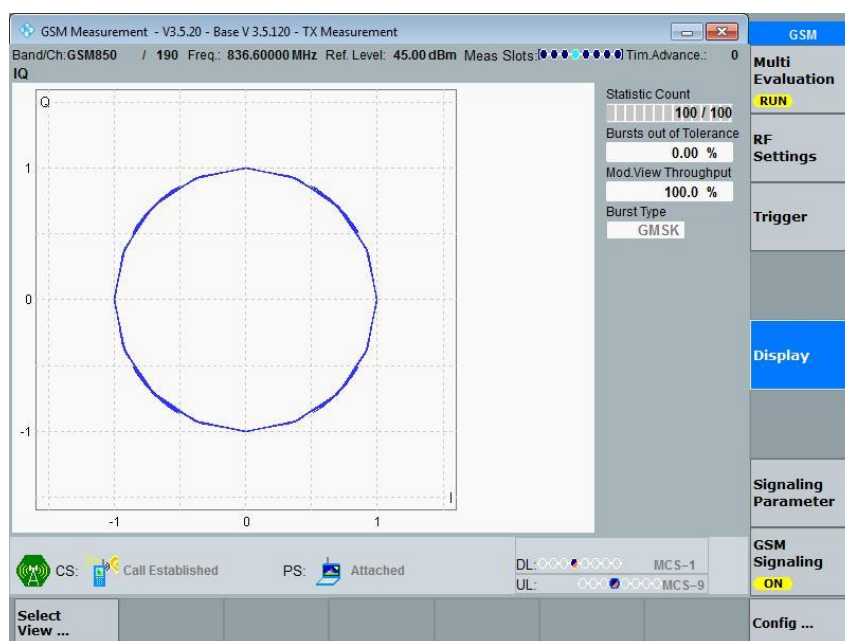 GSM Measurement - V3.5.20 - Base V 3.5.120 - TX Measurement
GSM
Band/Ch:GSM850 / 190 Freq.: 836.60000 MHz Ref. Level: 45.00 dBm Meas Slots: Tim.Advance.: 0
IQ
Multi
Evaluation
RUN
RF
Settings
Trigger
Display
Signaling
Parameter
GSM
Signaling
ON
Config ...
Statistic Count
100 / 100
Bursts out of Tolerance
0.00 %
Mod.View Throughput
100.0 %
Burst Type
GMSK
Q
1
0
-1
I
-1 0 1
CS: Call Established PS: Attached
DL: MCS-1
UL: MCS-9
Select
View ...